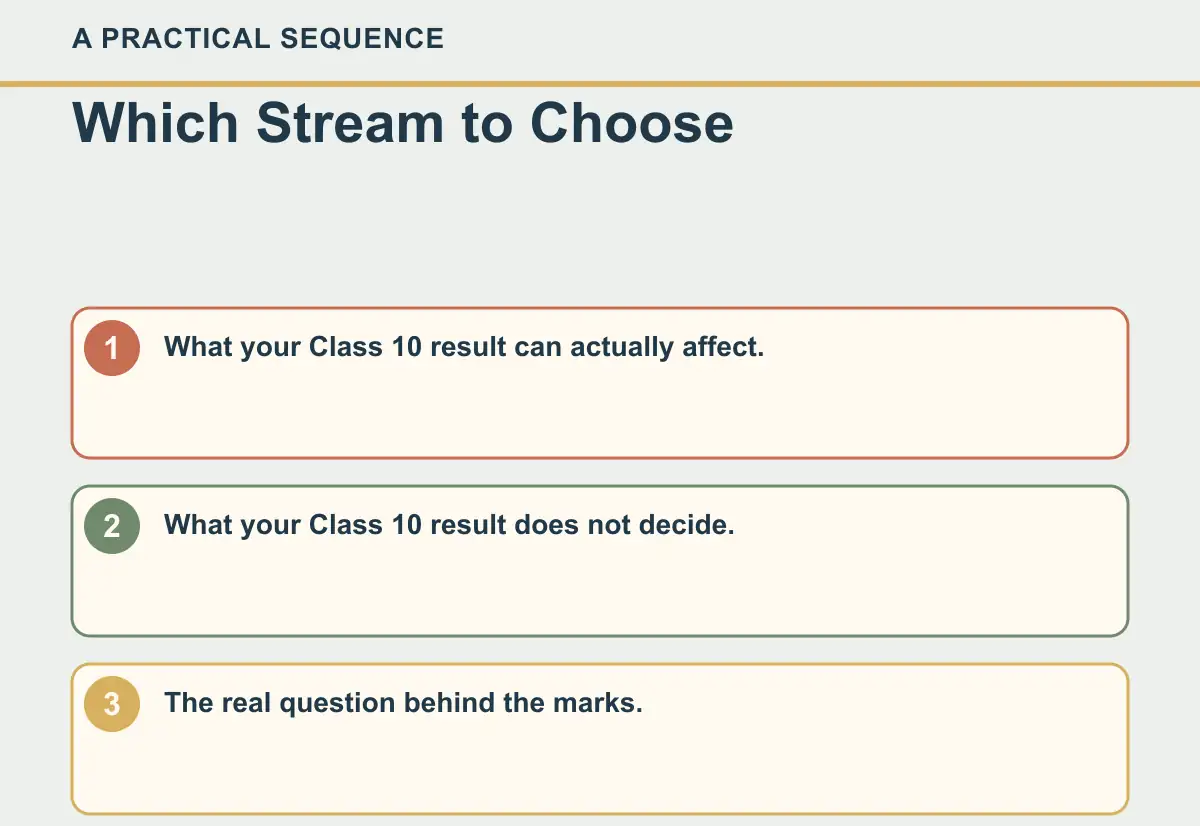 A PRACTICAL SEQUENCE
Which Stream to Choose
1 What your Class 10 result can actually affect.
2 What your Class 10 result does not decide.
3 The real question behind the marks.